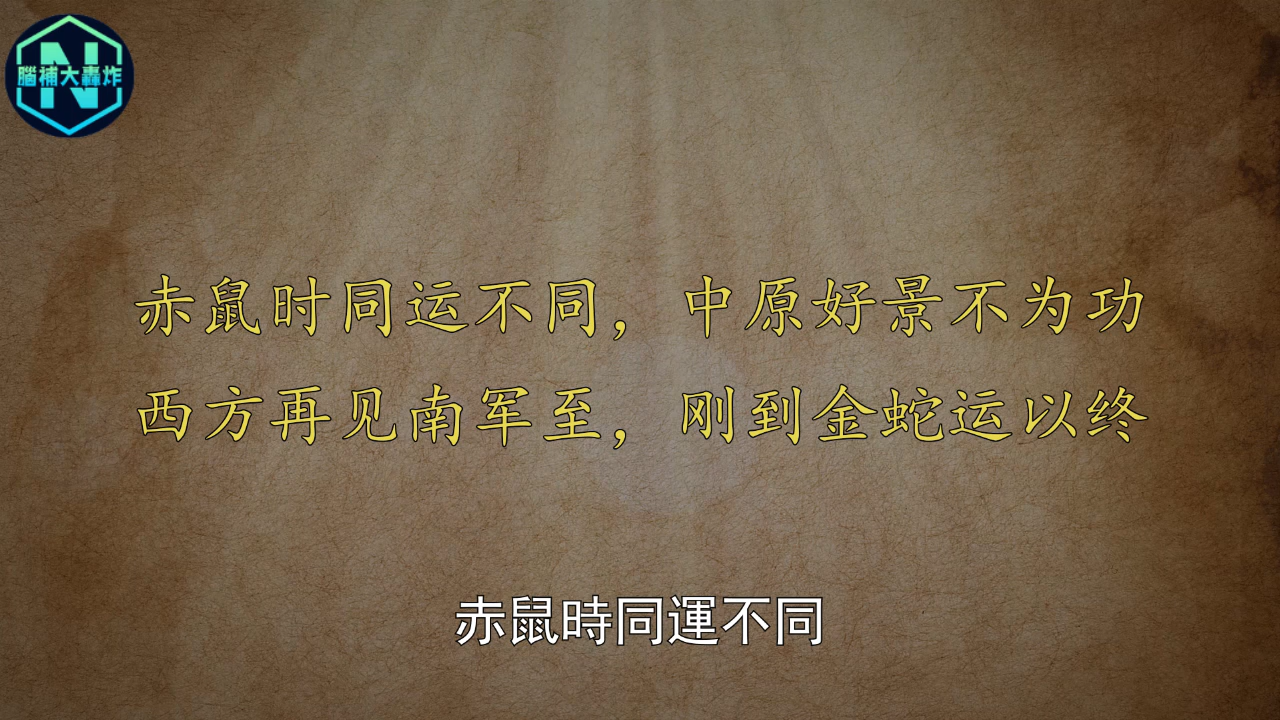 腦補大轟炸
赤鼠时同运不同，中原好景不为功
西方再见南军至，刚到金蛇运以终
赤鼠時同運不同